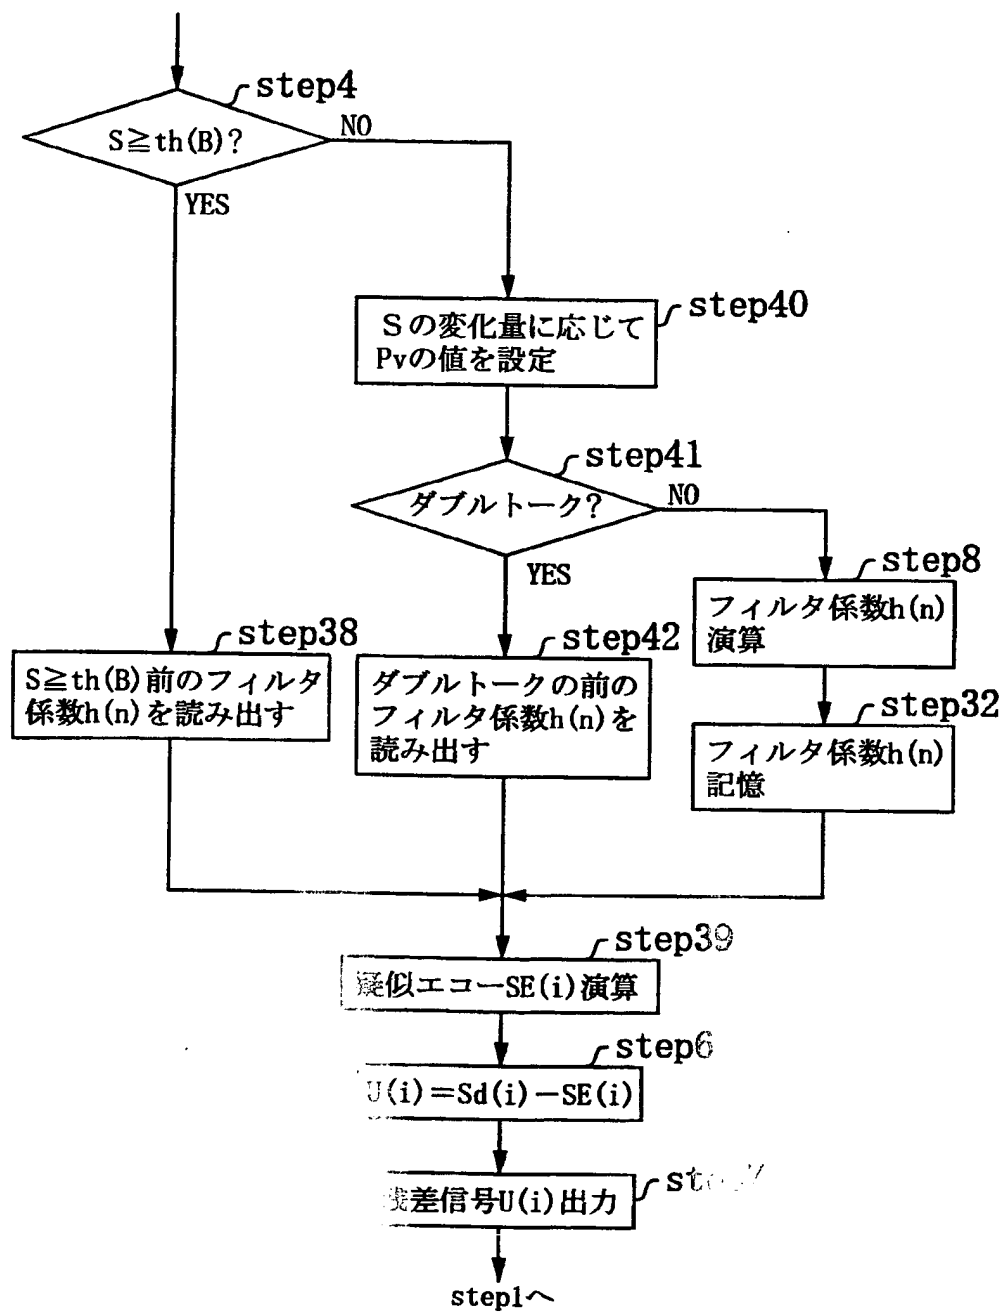 step4
S≧th(B)?
NO
YES
step40
Sの変化量に応じて
Pvの値を設定
step41
ダブルトーク?
NO
YES
step8
フィルタ係数h(n)
演算
step38
S≧th(B)前のフィルタ
係数h(n)を読み出す
step42
ダブルトークの前の
フィルタ係数h(n)を
読み出す
step32
フィルタ係数h(n)
記憶
step39
疑似エコーSE(i)演算
step6
U(i)=Sd(i)-SE(i)
残差信号U(i)出力
step1へ